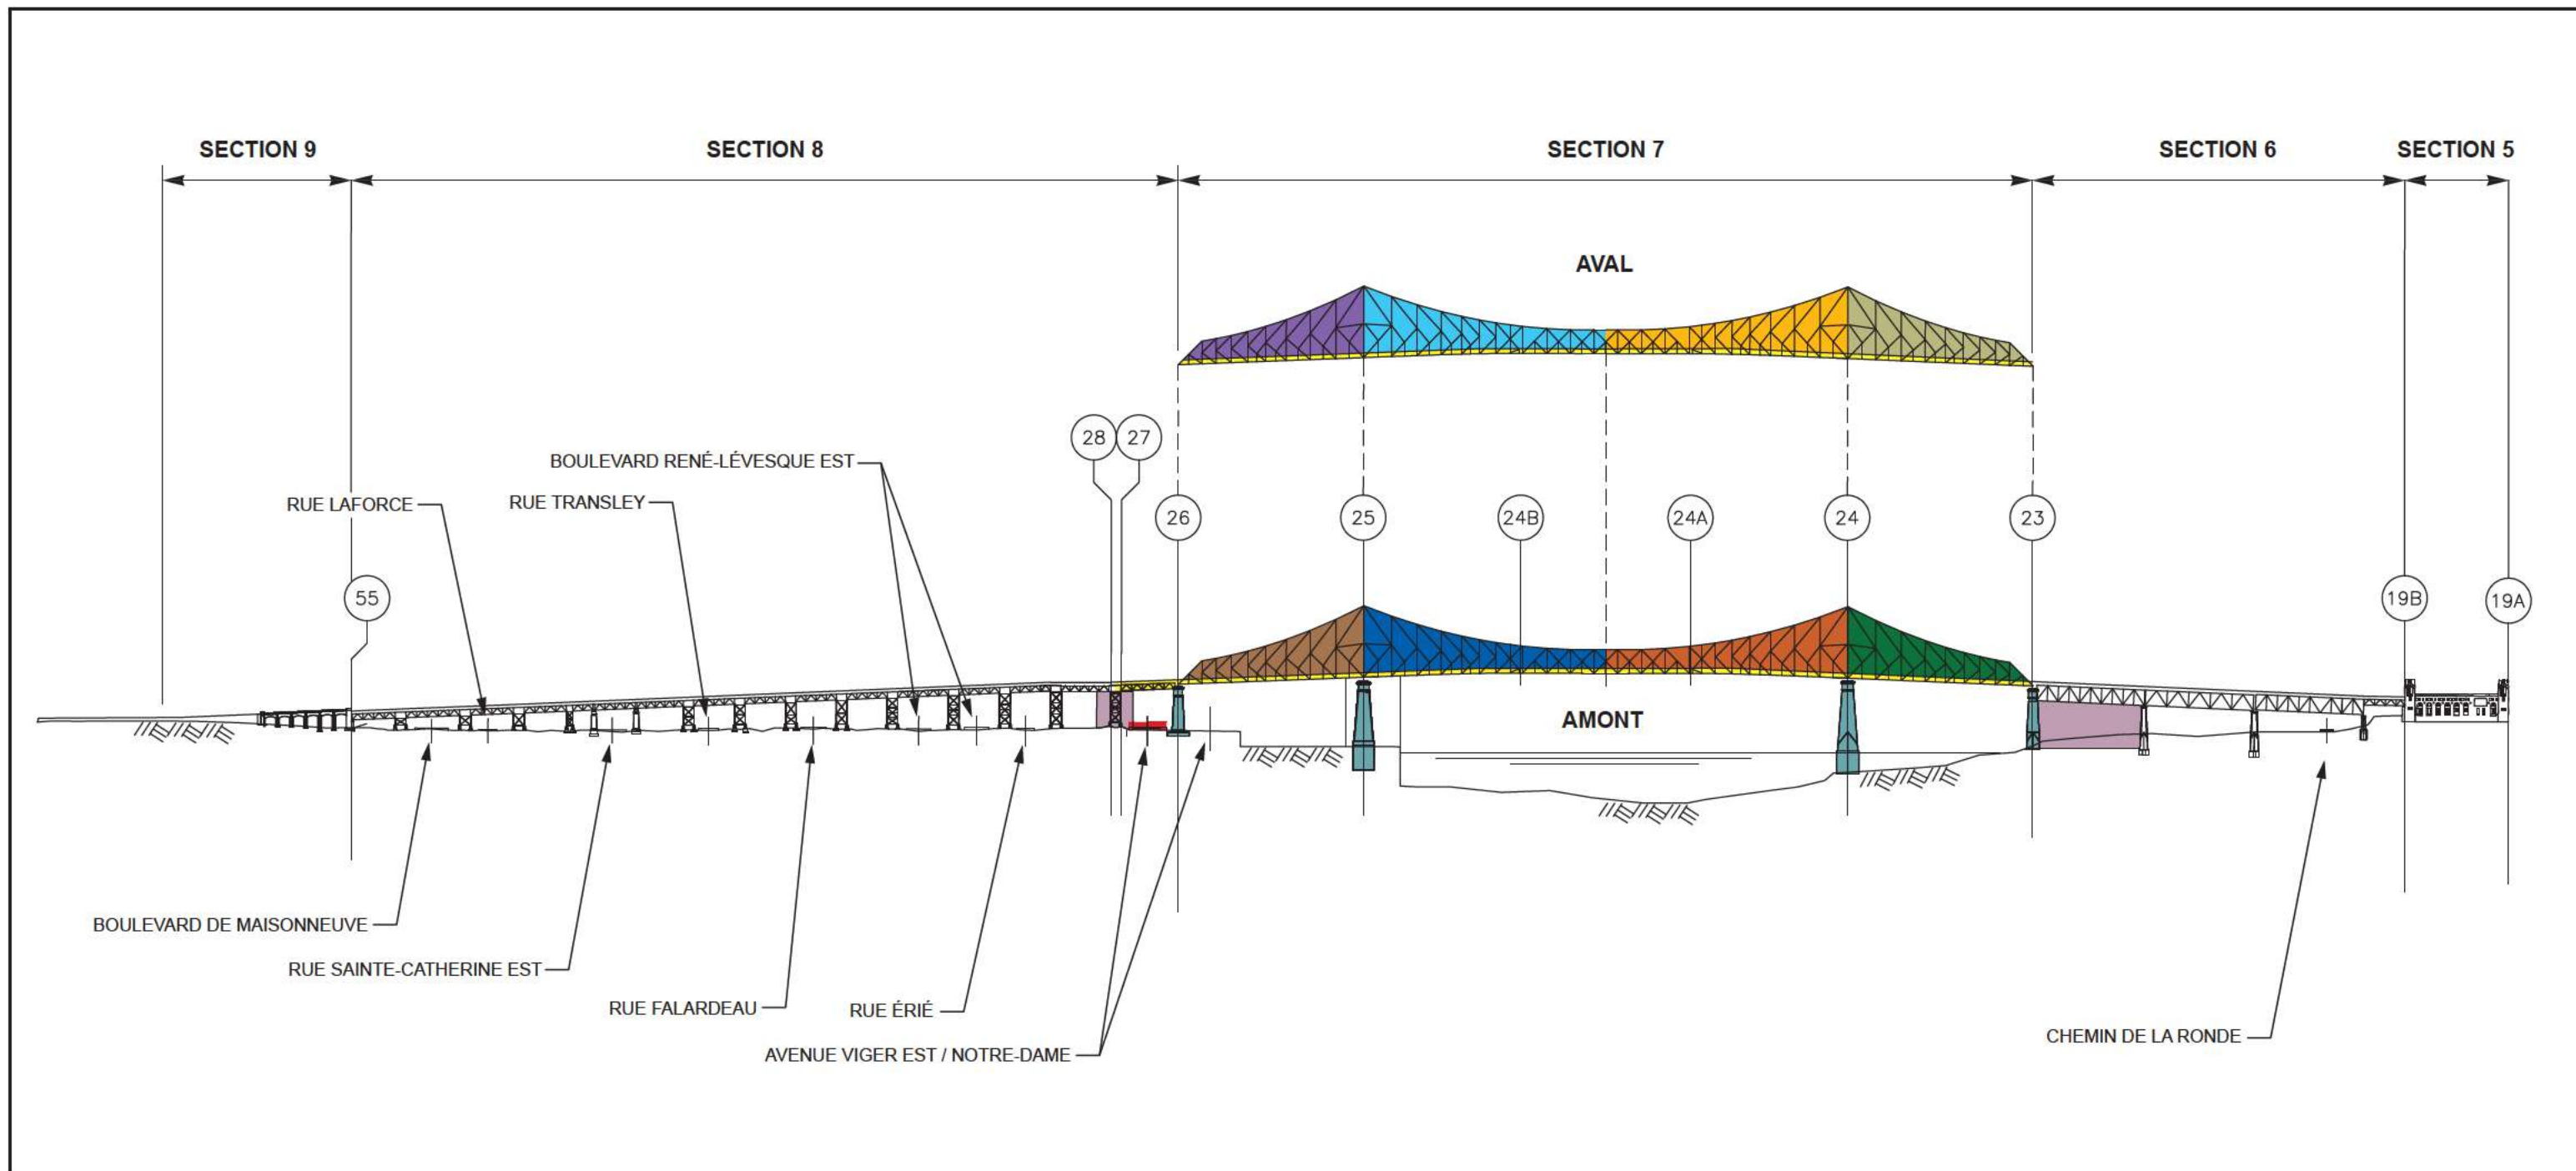 SECTION 9
SECTION 8
SECTION 7
SECTION 6
SECTION 5
AVAL
28
27
BOULEVARD RENÉ-LÉVESQUE EST
RUE LAFORCE
RUE TRANSLEY
26
25
24B
24A
24
23
55
19B
19A
AMONT
BOULEVARD DE MAISONNEUVE
RUE SAINTE-CATHERINE EST
RUE FALARDEAU
RUE ÉRIÉ
AVENUE VIGER EST / NOTRE-DAME
CHEMIN DE LA RONDE